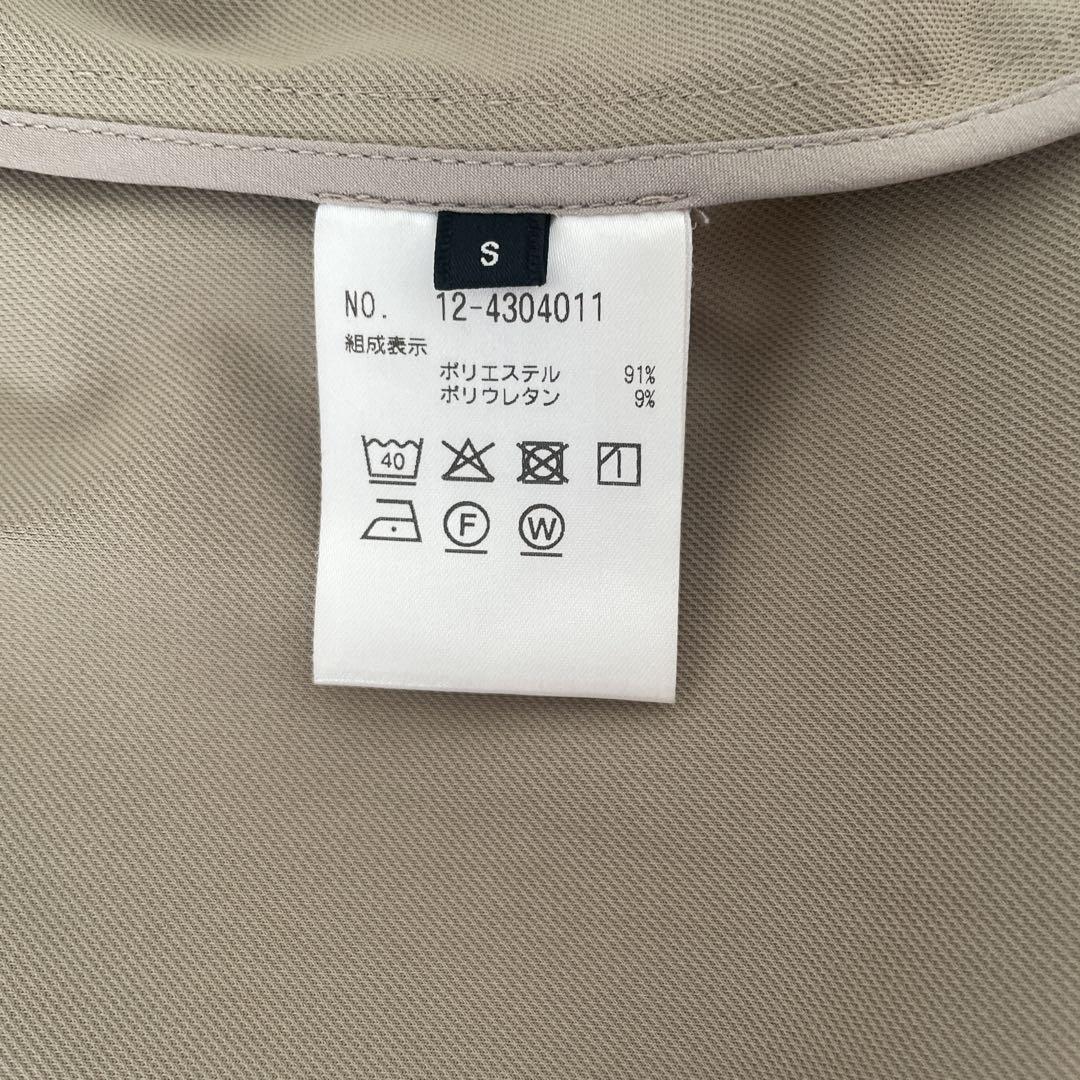 S
NO. 12-4304011
組成表示
ポリエステル 91%
ポリウレタン 9%
40
F W